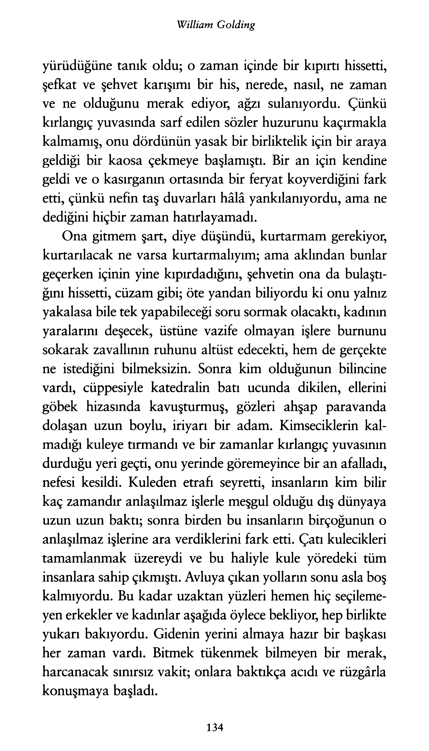 William Golding
yürüdüğüne tanık oldu; o zaman içinde bir kıpırtı hissetti,
şefkat ve şehvet karışımı bir his, nerede, nasıl, ne zaman
ve ne olduğunu merak ediyor, ağzı sulanıyordu. Çünkü
kırlangıç yuvasında sarf edilen sözler huzurunu kaçırmakla
kalmamış, onu dördünün yasak bir birliktelik için bir araya
geldiği bir kaosa çekmeye başlamıştı. Bir an için kendine
geldi ve o kasırganın ortasında bir feryat koyverdiğini fark
etti, çünkü nefin taş duvarları hâlâ yankılanıyordu, ama ne
dediğini hiçbir zaman hatırlayamadı.
Ona gitmem şart, diye düşündü, kurtarmam gerekiyor,
kurtarılacak ne varsa kurtarmalıyım; ama aklından bunlar
geçerken içinin yine kıpırdadığını, şehvetin ona da bulaştı-
ğını hissetti, cüzam gibi; öte yandan biliyordu ki onu yalnız
yakalasa bile tek yapabileceği soru sormak olacaktı, kadının
yaralarını deşecek, üstüne vazife olmayan işlere burnunu
sokarak zavallının ruhunu altüst edecekti, hem de gerçekte
ne istediğini bilmeksizin. Sonra kim olduğunun bilincine
vardı, cüppesiyle katedralin batı ucunda dikilen, ellerini
göbek hizasında kavuşturmuş, gözleri ahşap paravanda
dolaşan uzun boylu, iriyarı bir adam. Kimseciklerin kal-
madığı kuleye tırmandı ve bir zamanlar kırlangıç yuvasının
durduğu yeri geçti, onu yerinde göremeyince bir an afalladı,
nefesi kesildi. Kuleden etrafı seyretti, insanların kim bilir
kaç zamandır anlaşılmaz işlerle meşgul olduğu dış dünyaya
uzun uzun baktı; sonra birden bu insanların birçoğunun o
anlaşılmaz işlerine ara verdiklerini fark etti. Çatı kulecikleri
tamamlanmak üzereydi ve bu haliyle kule yöredeki tüm
insanlara sahip çıkmıştı. Avluya çıkan yolların sonu asla boş
kalmıyordu. Bu kadar uzaktan yüzleri hemen hiç seçileme-
yen erkekler ve kadınlar aşağıda öylece bekliyor, hep birlikte
yukarı bakıyordu. Gidenin yerini almaya hazır bir başkası
her zaman vardı. Bitmek tükenmek bilmeyen bir merak,
harcanacak sınırsız vakit; onlara baktıkça acıdı ve rüzgârla
konuşmaya başladı.
134